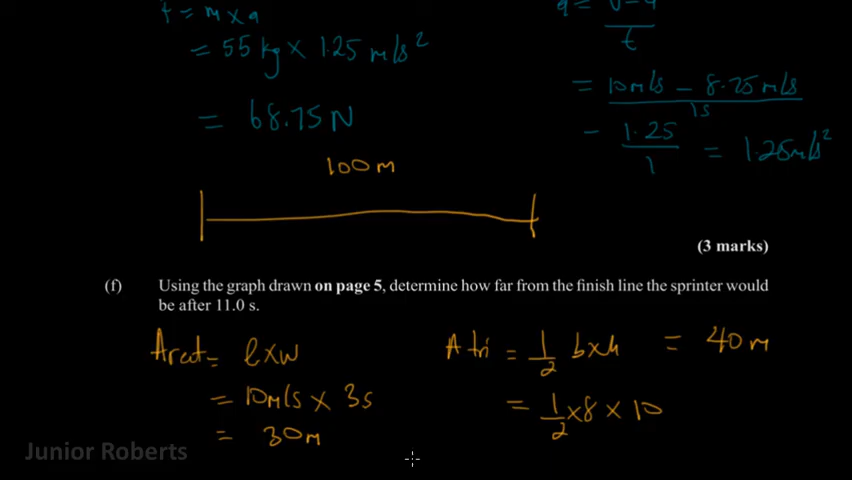 F = m x a
= 55 kg x 1.25 m/s²
= 68.75 N
= 10 m/s - 8.75 m/s
1s
- 1.25
1
= 1.25 m/s²
100 m
(3 marks)
(f) Using the graph drawn on page 5, determine how far from the finish line the sprinter would
be after 11.0 s.
Arect = l x w
= 10 m/s x 3s
= 30 m
A tri = 1/2 b x h = 40 m
= 1/2 x 8 x 10
Junior Roberts